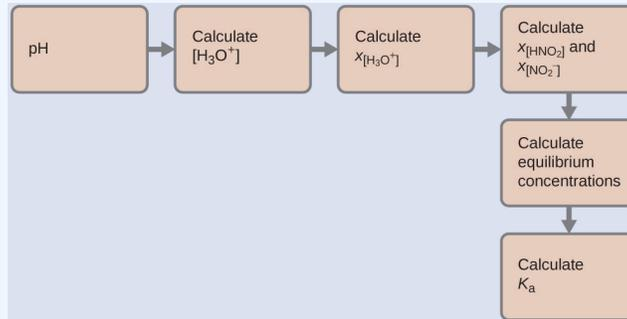 pH
Calculate
[H₃O⁺]
Calculate
x[H₃O⁺]
Calculate
x[HNO₂] and
x[NO₂⁻]
Calculate
equilibrium
concentrations
Calculate
Kₐ